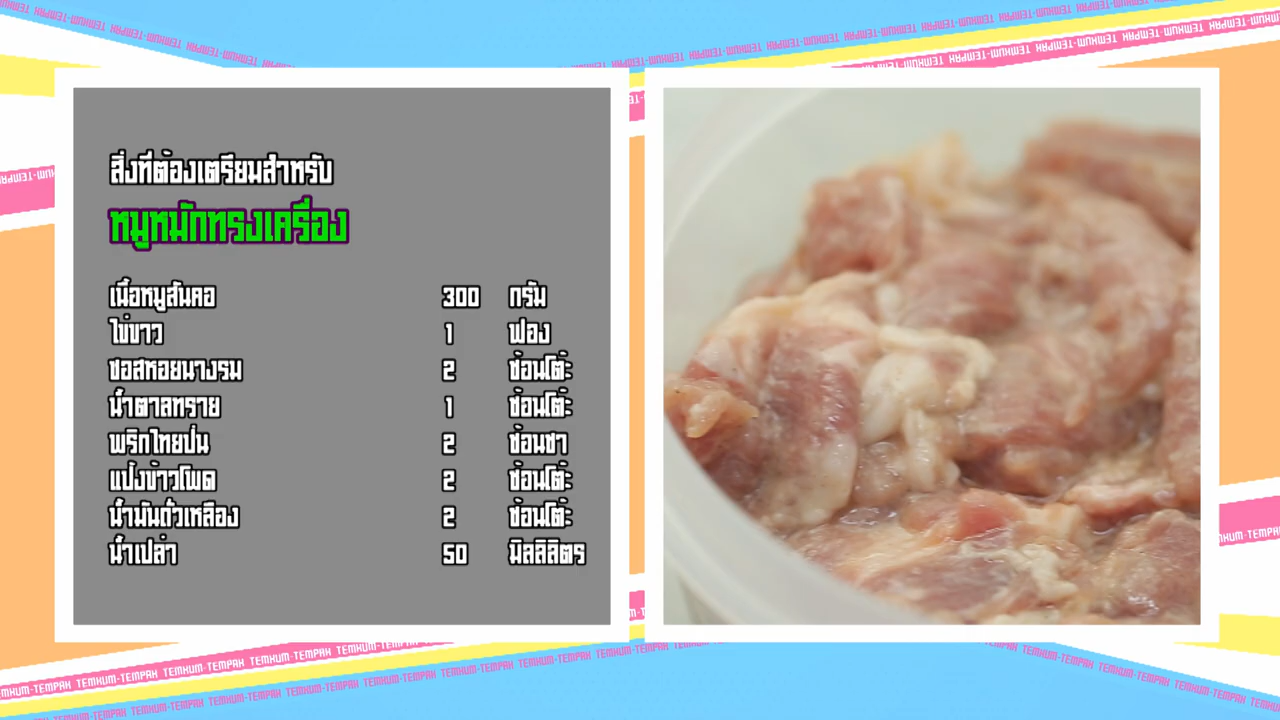 สิ่งที่ต้องเตรียมสำหรับ
หมูหมักทรงเครื่อง
เนื้อหมูสันคอ 300 กรัม
ไข่ขาว 1 ฟอง
ซอสหอยนางรม 2 ช้อนโต๊ะ
น้ำตาลทราย 1 ช้อนโต๊ะ
พริกไทยป่น 2 ช้อนชา
แป้งข้าวโพด 2 ช้อนโต๊ะ
น้ำมันถั่วเหลือง 2 ช้อนโต๊ะ
น้ำเปล่า 50 มิลลิลิตร
TEMHUM-TEMPAK TEMHUM-TEMPAK TEMHUM-TEMPAK TEMHUM-TEMPAK